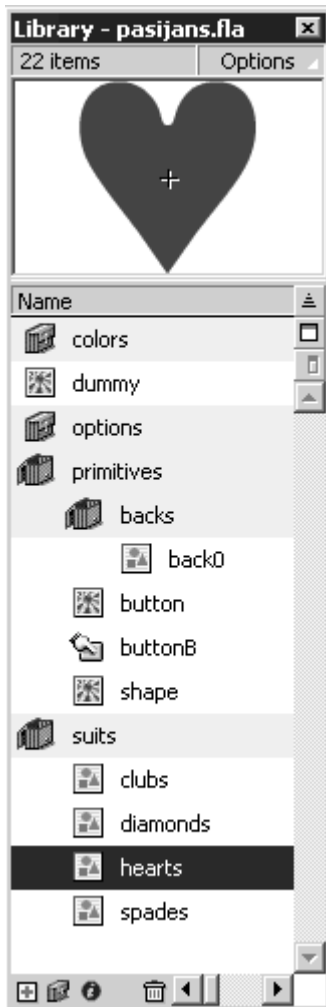 Library - pasijans.fla
22 items Options
Name
colors
dummy
options
primitives
backs
back0
button
buttonB
shape
suits
clubs
diamonds
hearts
spades